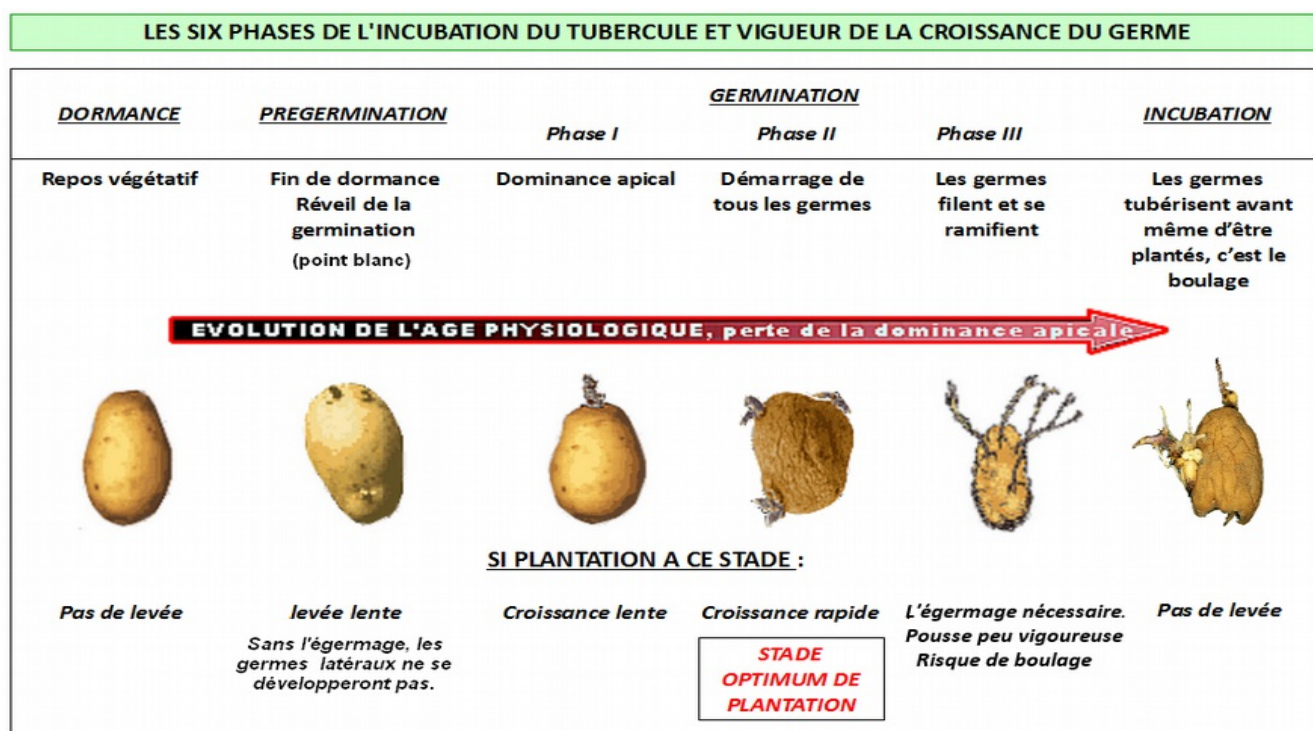 LES SIX PHASES DE L'INCUBATION DU TUBERCULE ET VIGUEUR DE LA CROISSANCE DU GERME
DORMANCE
PREGERMINATION
GERMINATION
Phase I
Phase II
Phase III
INCUBATION
Repos végétatif
Fin de dormance
Réveil de la
germination
(point blanc)
Dominance apical
Démarrage de
tous les germes
Les germes
filent et se
ramifient
Les germes
tubérisent avant
même d'être
plantés, c'est le
boulage
EVOLUTION DE L'AGE PHYSIOLOGIQUE, perte de la dominance apicale
SI PLANTATION A CE STADE :
Pas de levée
levée lente
Sans l'égermage, les
germes latéraux ne se
développeront pas.
Croissance lente
Croissance rapide
STADE
OPTIMUM DE
PLANTATION
L'égermage nécessaire.
Pousse peu vigoureuse
Risque de boulage
Pas de levée